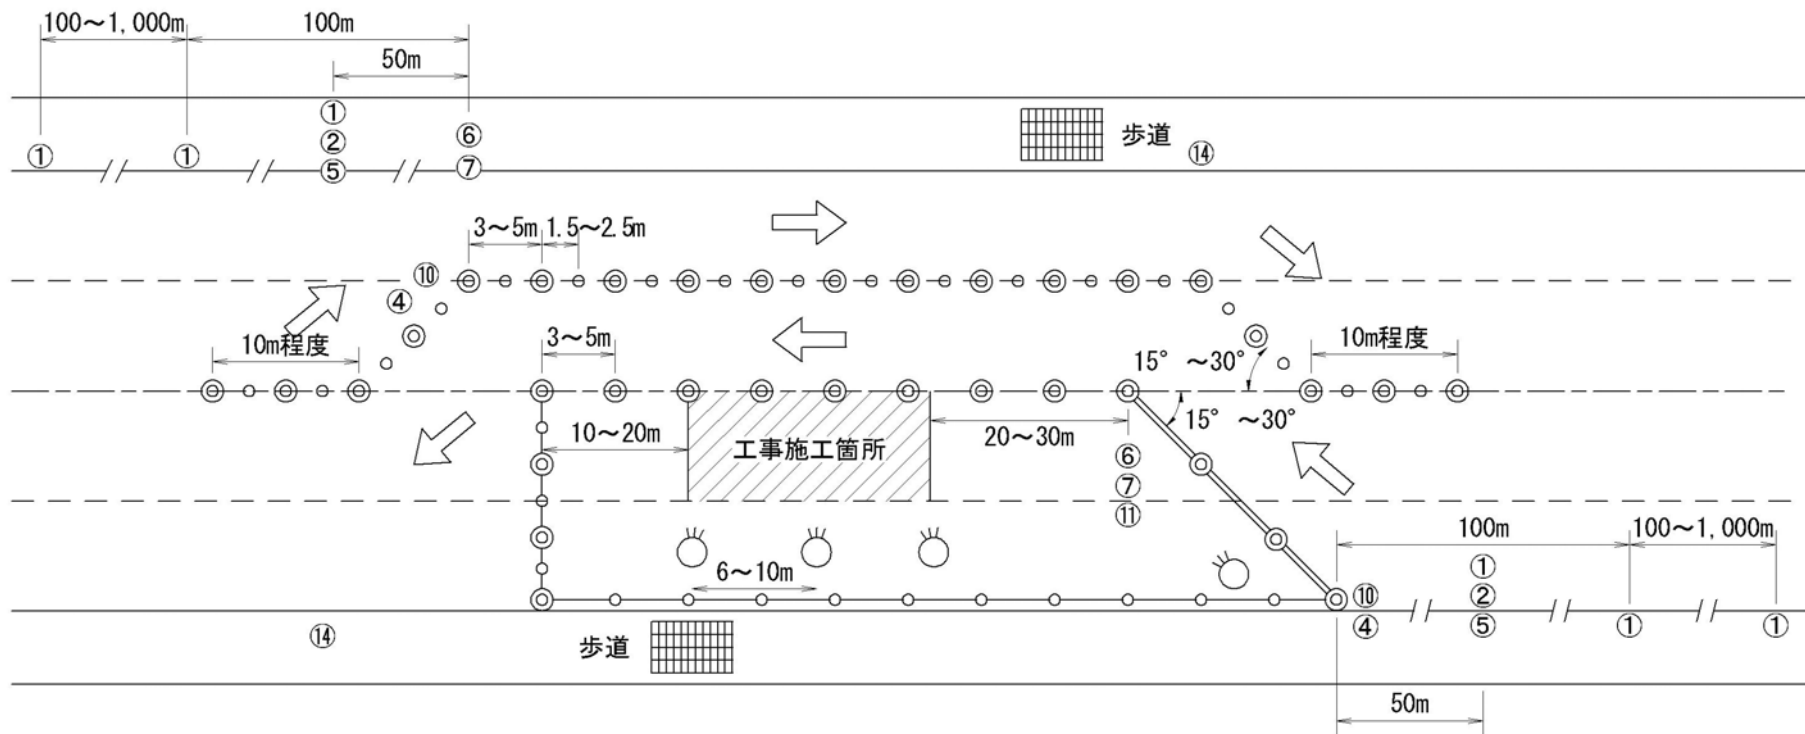 100～1,000m 100m
50m
①
②
⑤
① ①
⑥
⑦
歩道
⑭
3～5m 1.5～2.5m
⑩
④
10m程度
3～5m
15° ～30°
10m程度
15° ～30°
10～20m
工事施工箇所
20～30m
⑥
⑦
⑪
6～10m
100m 100～1,000m
①
②
⑤
⑩
④
① ①
⑭
歩道
50m